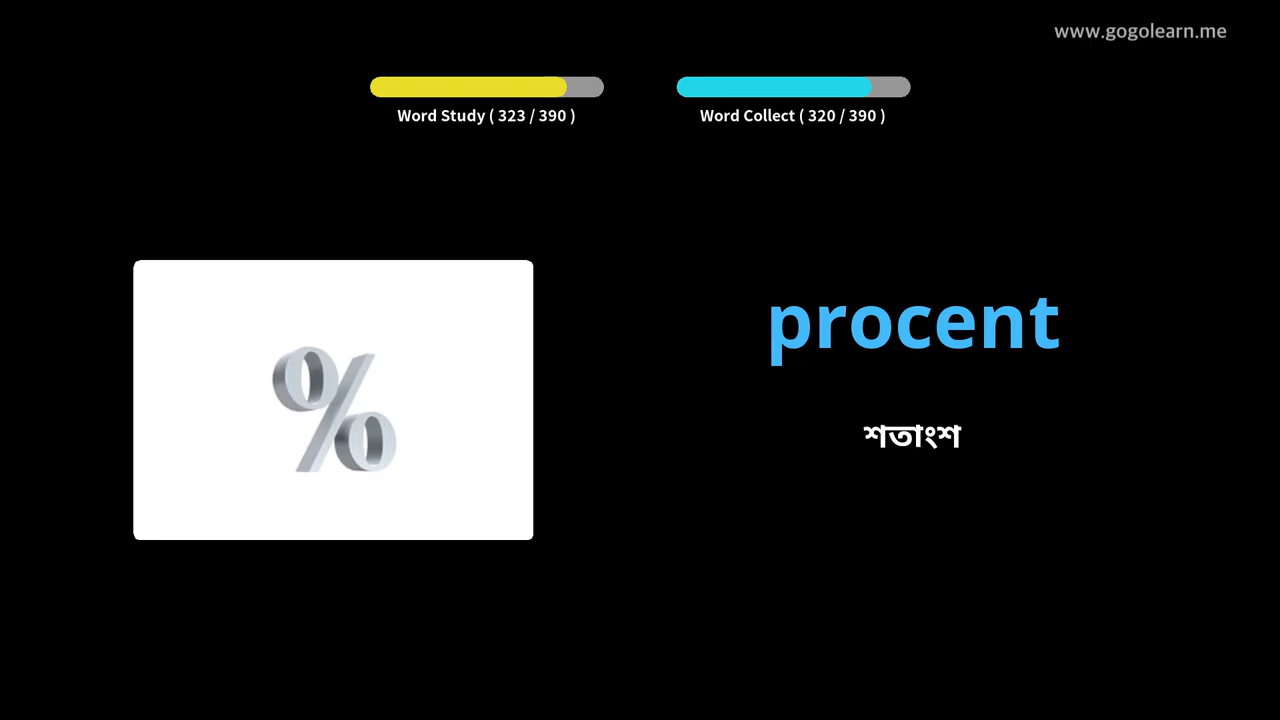 www.gogolearn.me
Word Study ( 323 / 390 )
Word Collect ( 320 / 390 )
%
procent
শতাংশ